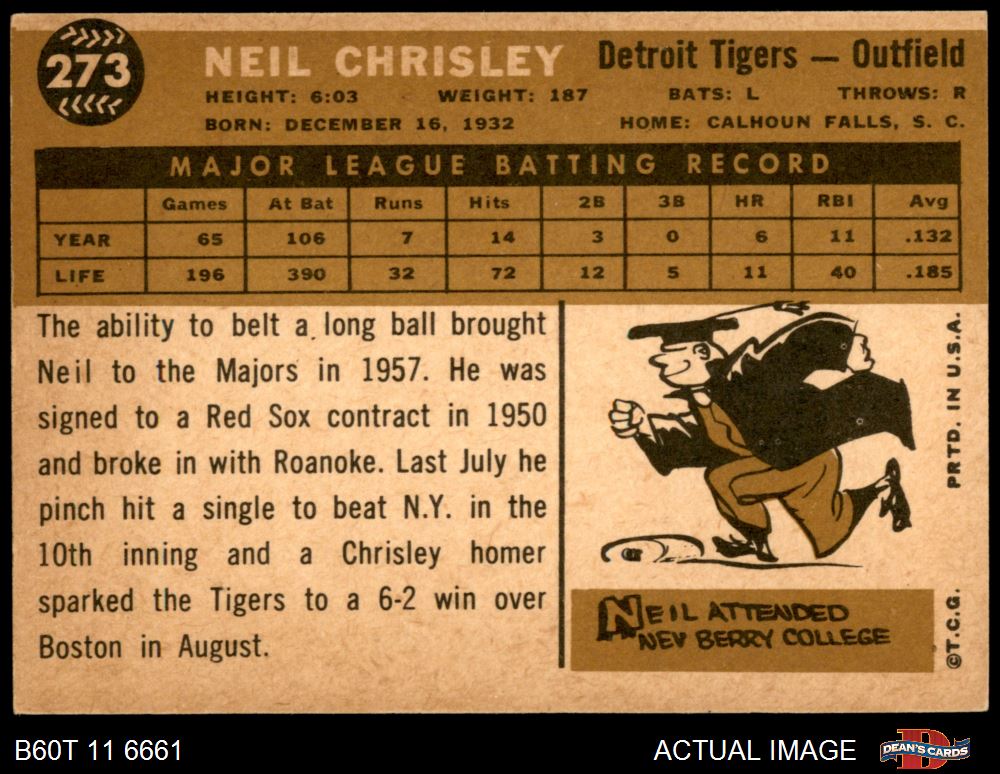 273
NEIL CHRISLEY
Detroit Tigers — Outfield
HEIGHT: 6:03 WEIGHT: 187 BATS: L THROWS: R
BORN: DECEMBER 16, 1932 HOME: CALHOUN FALLS, S. C.
MAJOR LEAGUE BATTING RECORD
Games At Bat Runs Hits 2B 3B HR RBI Avg
YEAR 65 106 7 14 3 0 6 11 .132
LIFE 196 390 32 72 12 5 11 40 .185
The ability to belt a long ball brought
Neil to the Majors in 1957. He was
signed to a Red Sox contract in 1950
and broke in with Roanoke. Last July he
pinch hit a single to beat N.Y. in the
10th inning and a Chrisley homer
sparked the Tigers to a 6-2 win over
Boston in August.
NEIL ATTENDED
NEV BERRY COLLEGE
©T.C.G. PRTD. IN U.S.A.
B60T 11 6661
ACTUAL IMAGE
DEAN'S CARDS